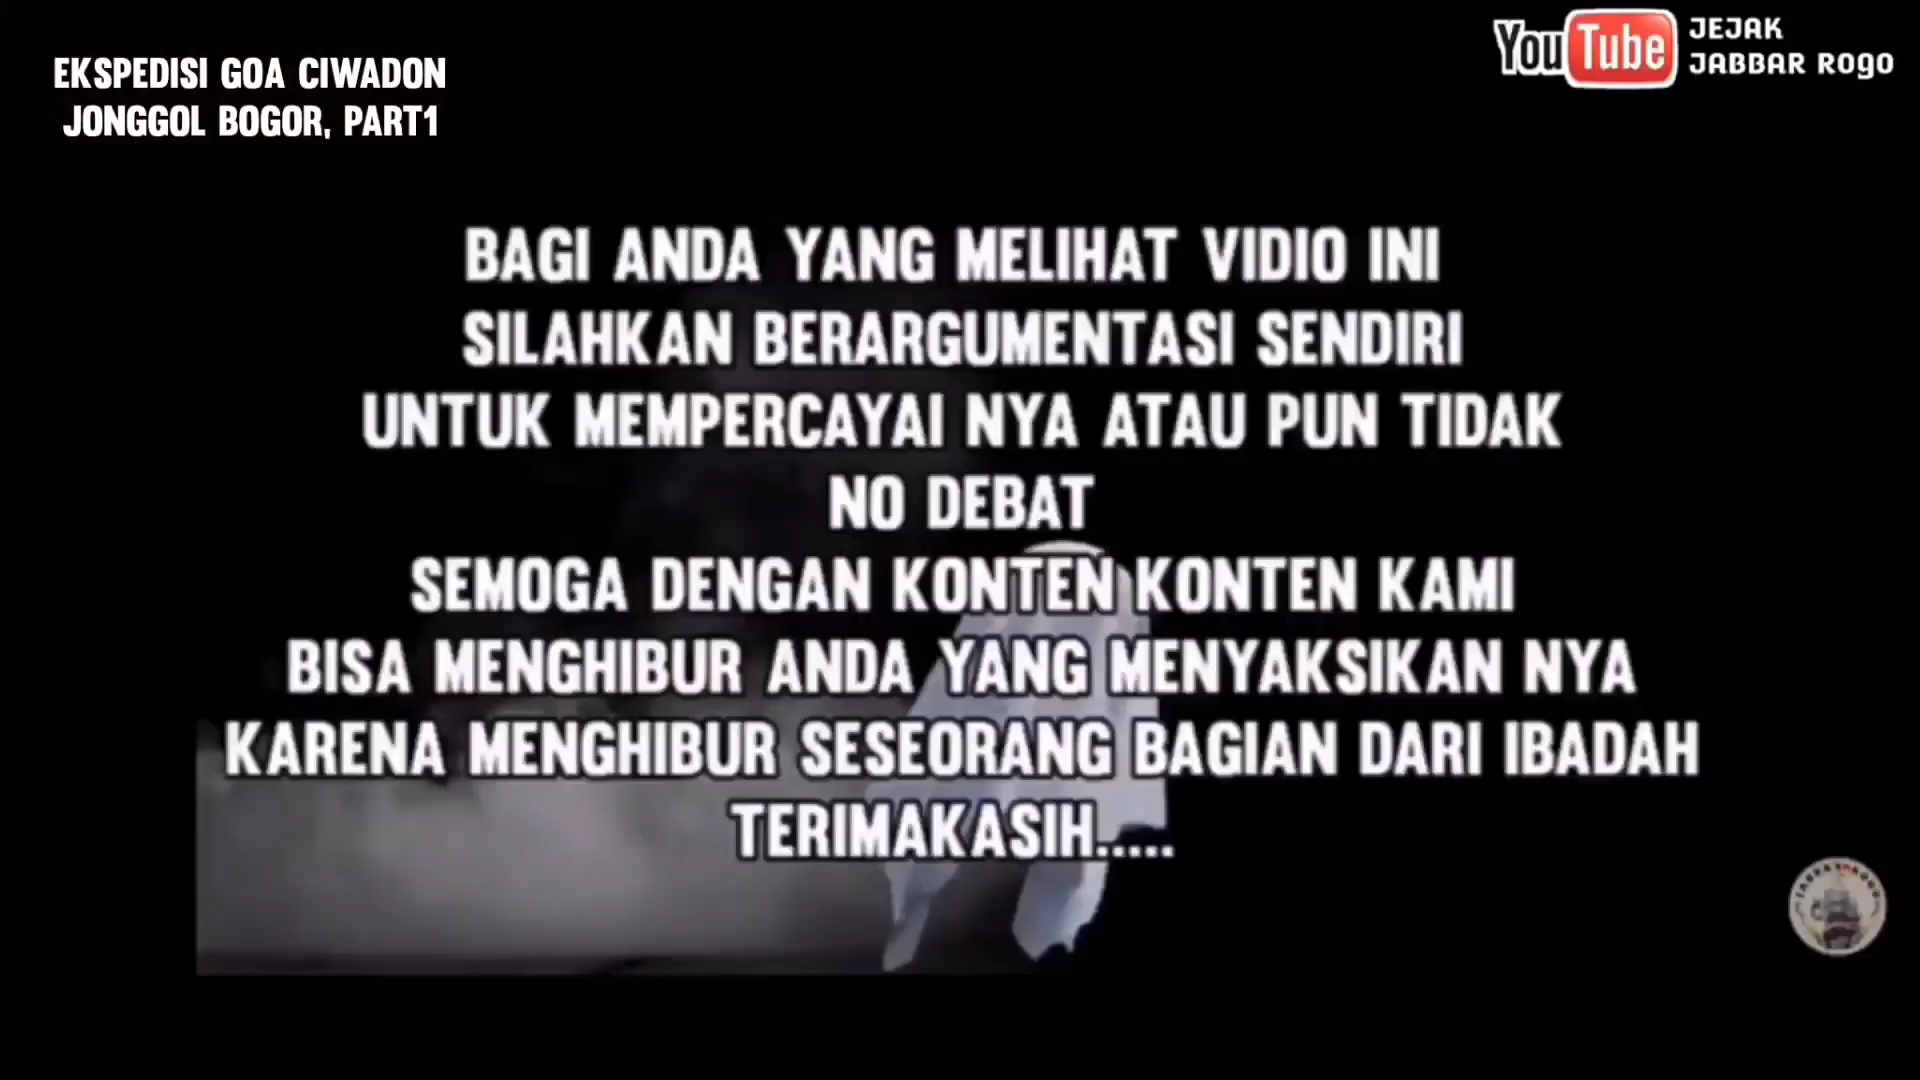 EKSPEDISI GOA CIWADON
JONGGOL BOGOR, PART1
YouTube
JEJAK
JABBAR ROGO
BAGI ANDA YANG MELIHAT VIDIO INI
SILAHKAN BERARGUMENTASI SENDIRI
UNTUK MEMPERCAYAI NYA ATAU PUN TIDAK
NO DEBAT
SEMOGA DENGAN KONTEN KONTEN KAMI
BISA MENGHIBUR ANDA YANG MENYAKSIKAN NYA
KARENA MENGHIBUR SESEORANG BAGIAN DARI IBADAH
TERIMAKASIH.....